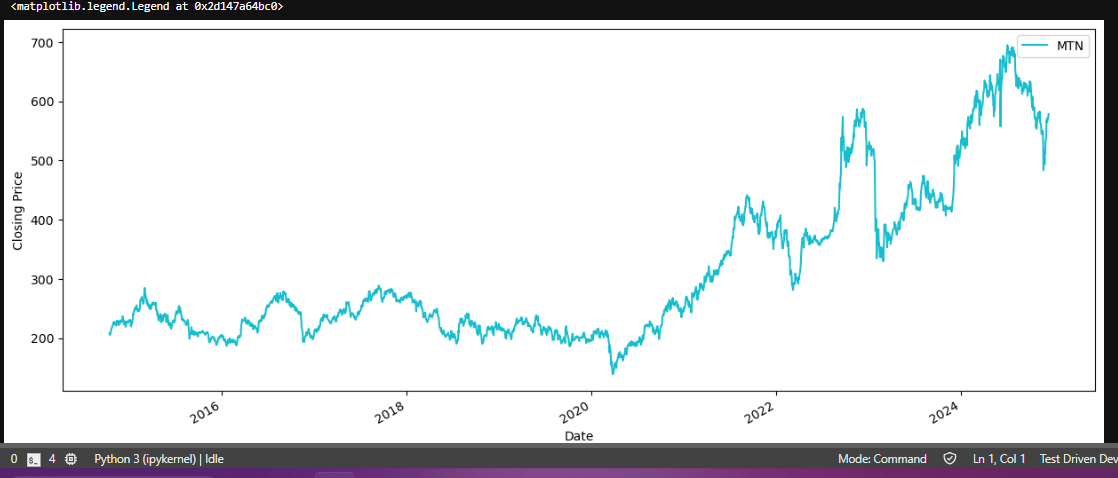 <matplotlib.legend.Legend at 0x2d147a64bc0>
700
MTN
600
500
Closing Price
400
300
200
2016
2018
2020
2022
2024
Date
0
$_
4
Python 3 (ipykernel) | Idle
Mode: Command
Ln 1, Col 1
Test Driven Dev